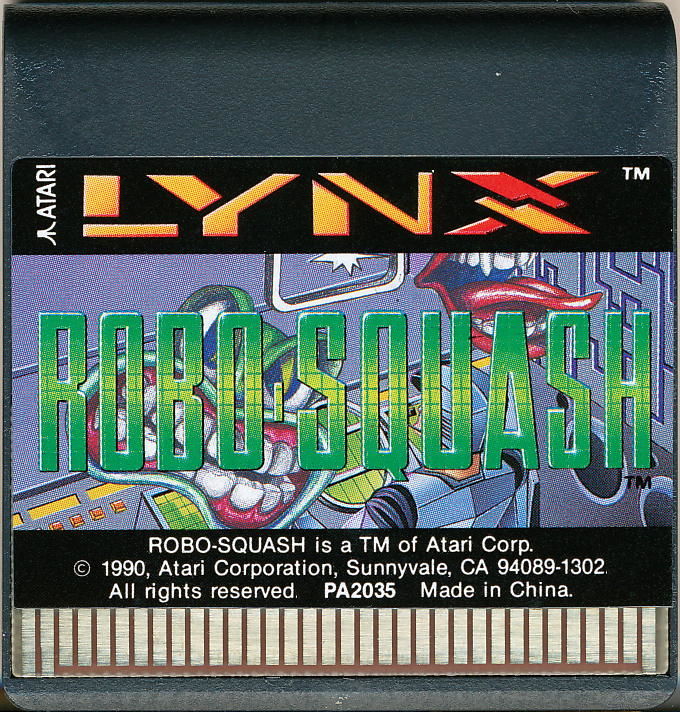 ATARI
LYNX TM
ROBO-SQUASH
TM
ROBO-SQUASH is a TM of Atari Corp.
© 1990, Atari Corporation, Sunnyvale, CA 94089-1302.
All rights reserved. PA2035 Made in China.